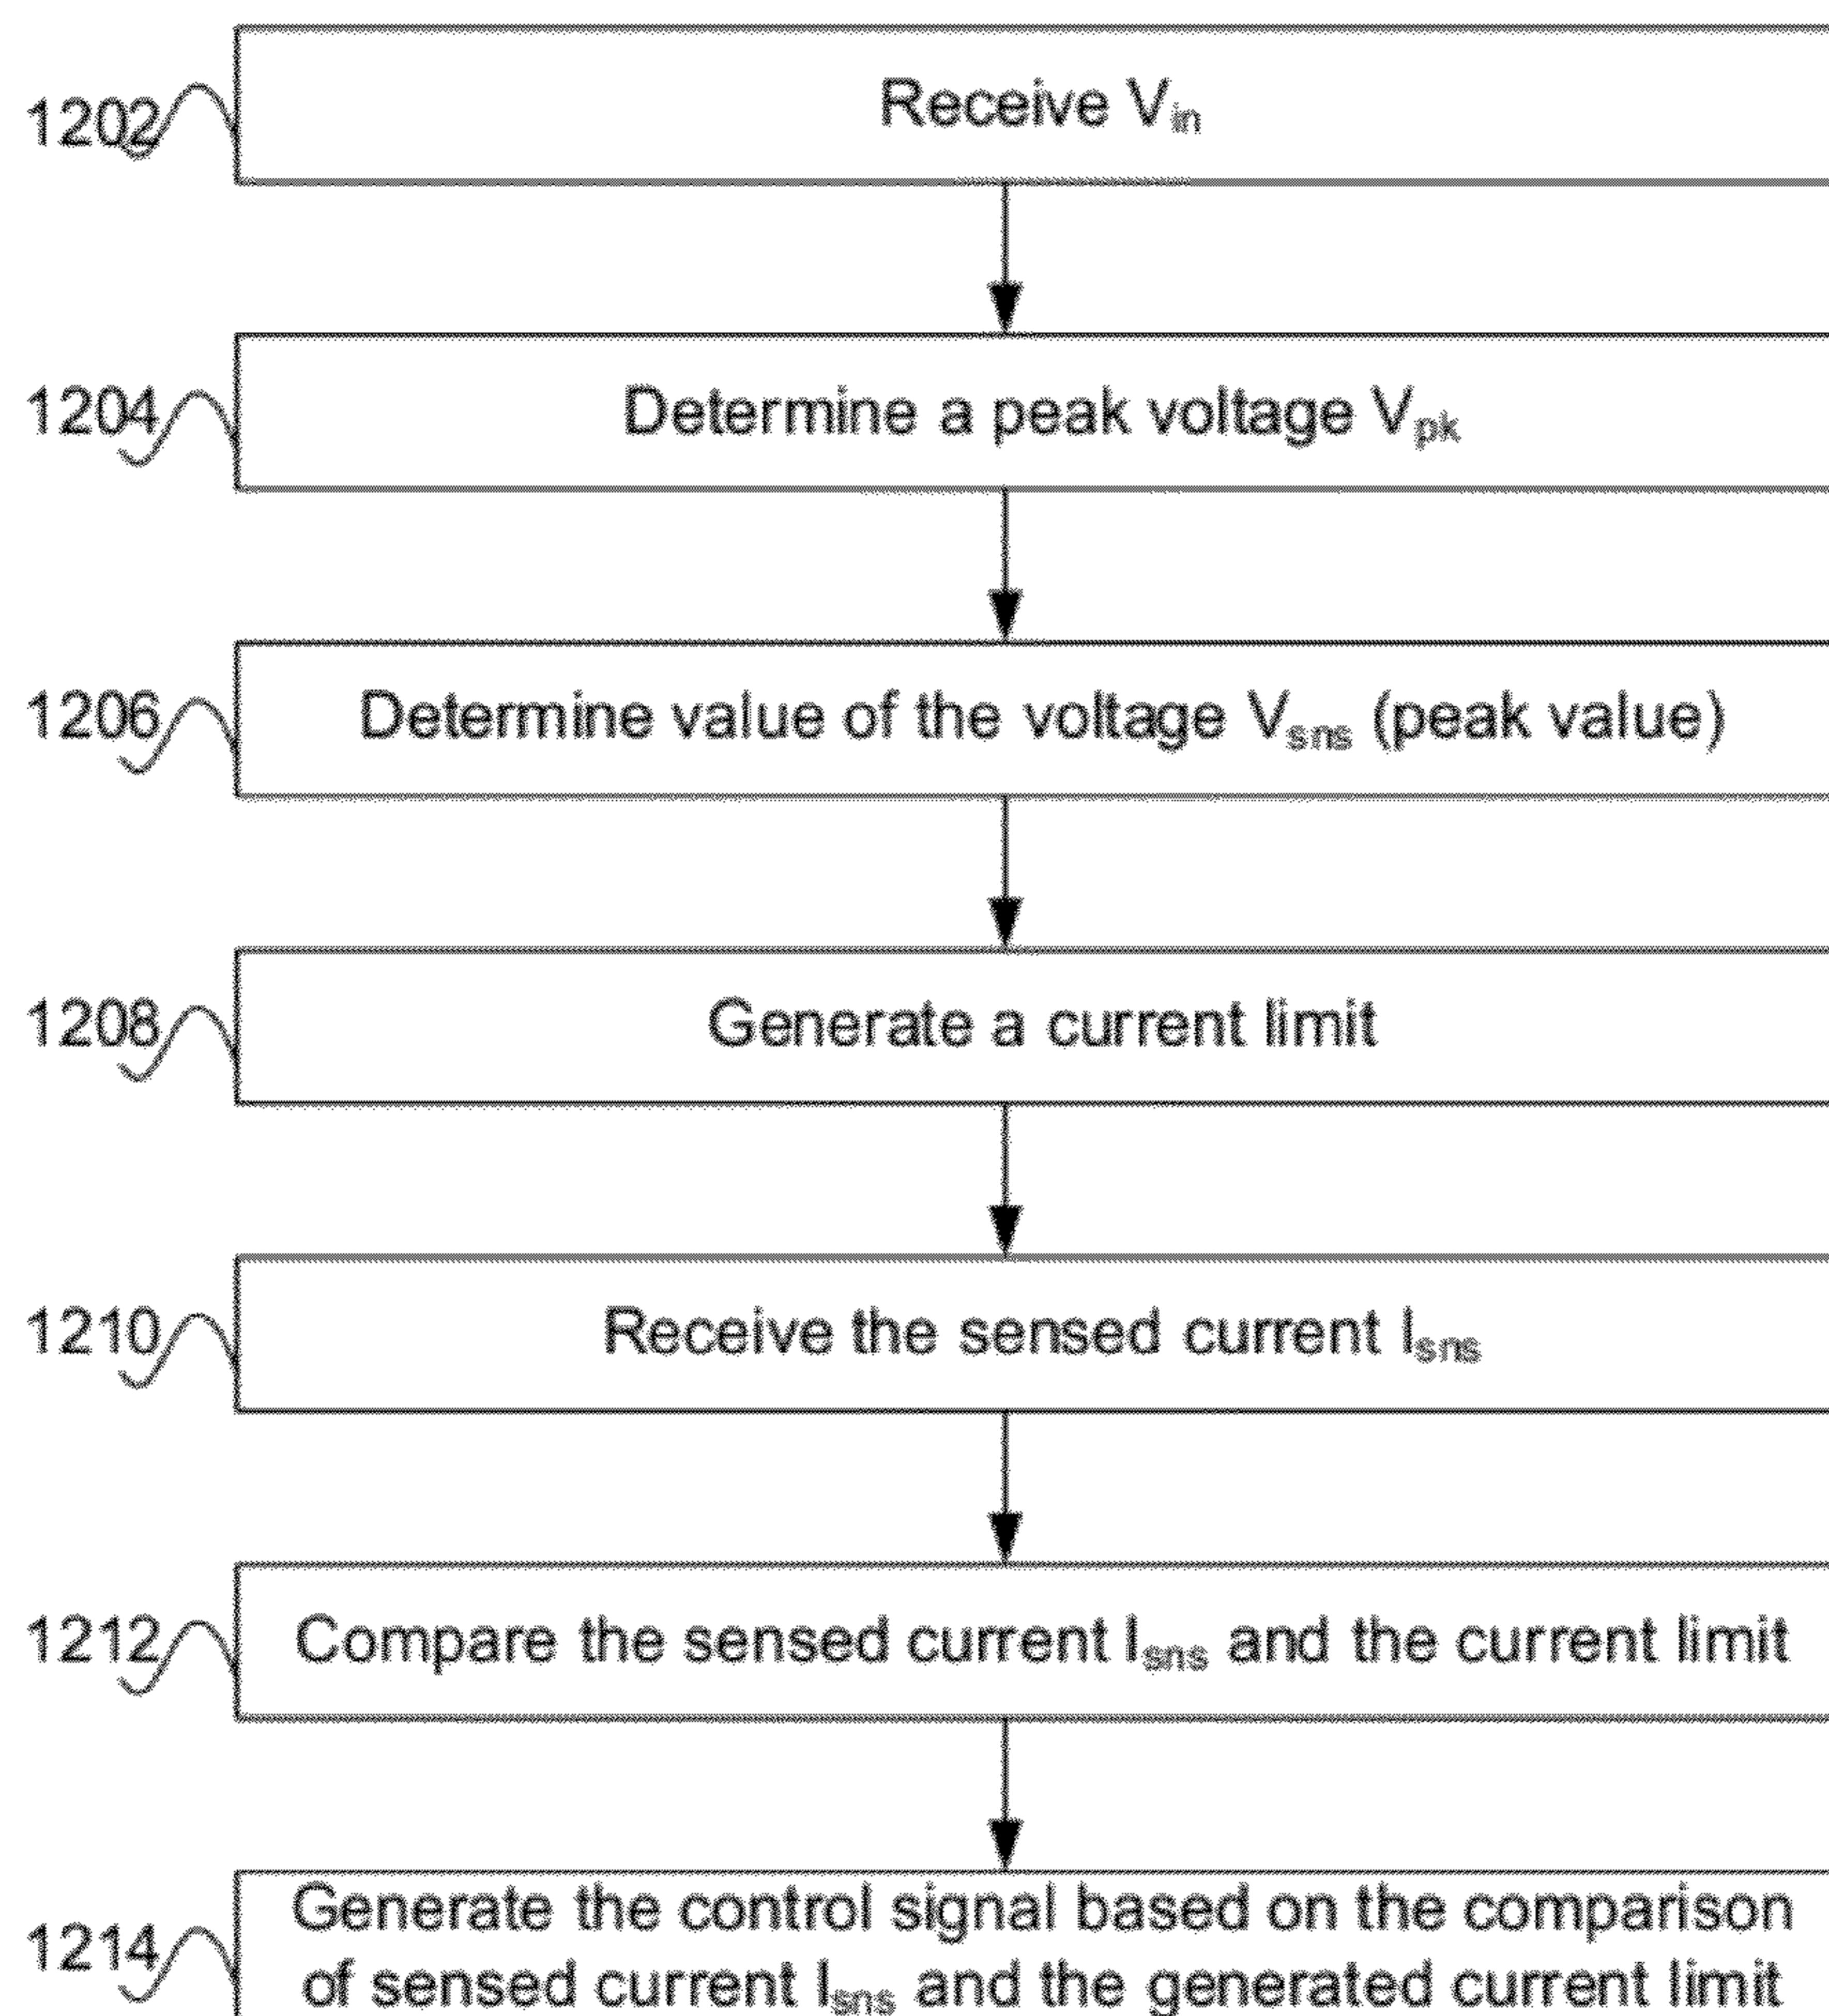 1202 Receive Vin
1204 Determine a peak voltage Vpk
1206 Determine value of the voltage Vsns (peak value)
1208 Generate a current limit
1210 Receive the sensed current Isns
1212 Compare the sensed current Isns and the current limit
1214 Generate the control signal based on the comparison
of sensed current Isns and the generated current limit